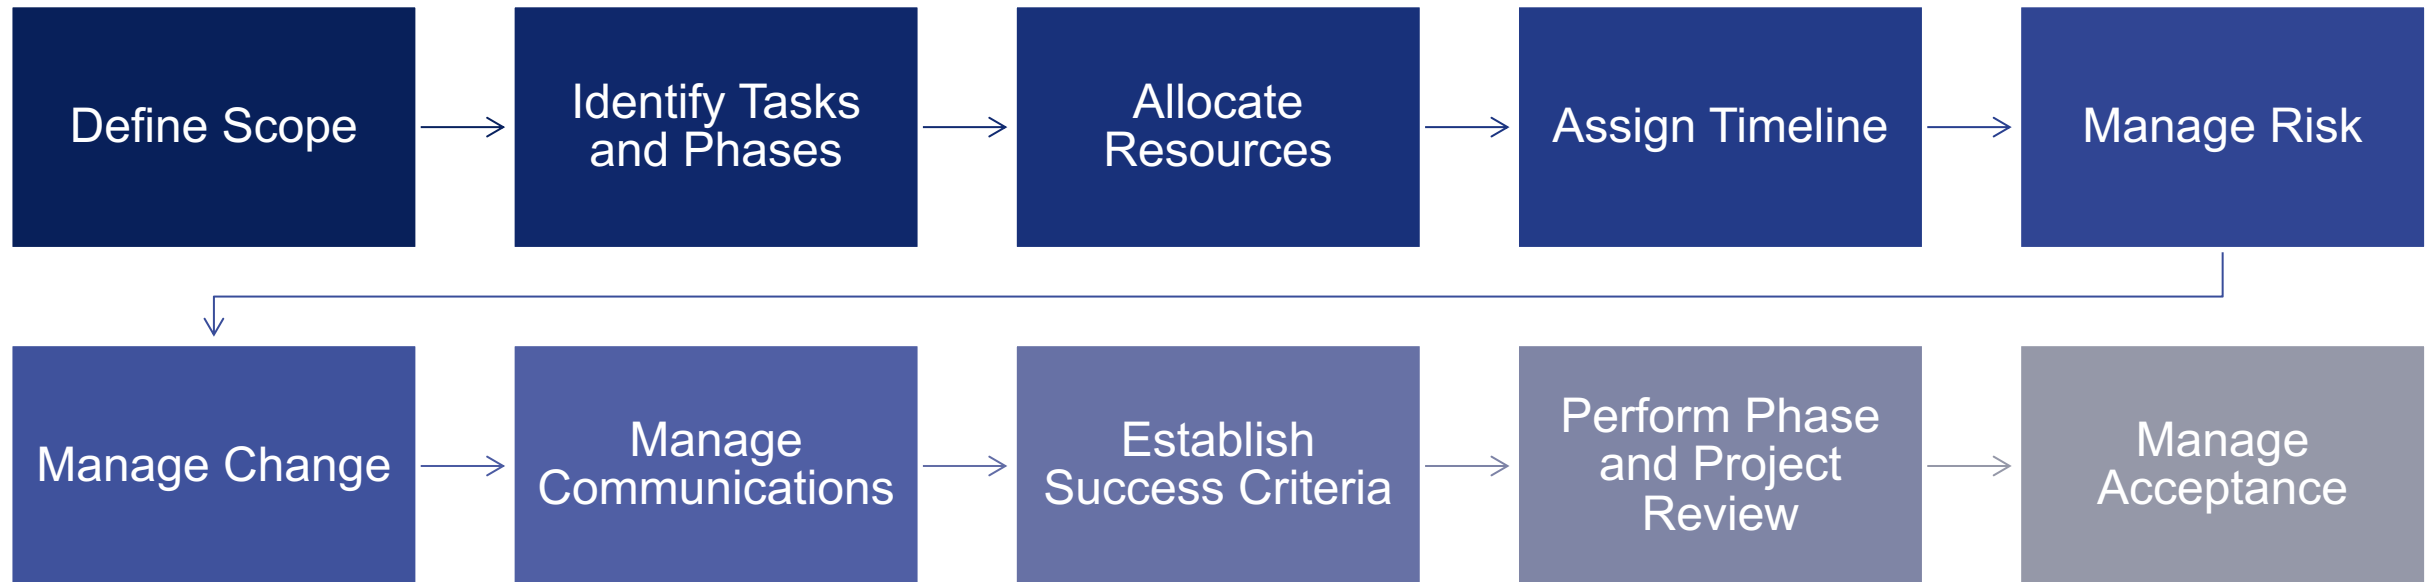 Define Scope
Identify Tasks
and Phases
Allocate
Resources
Assign Timeline
Manage Risk
Manage Change
Manage
Communications
Establish
Success Criteria
Perform Phase
and Project
Review
Manage
Acceptance